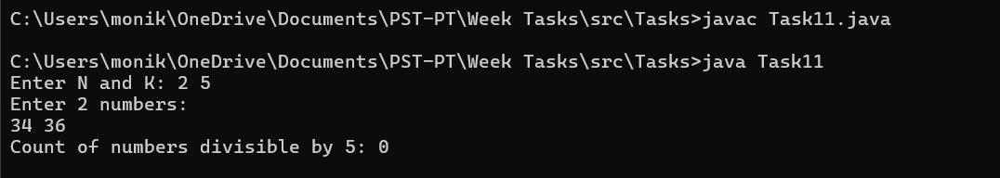 C:\Users\monik\OneDrive\Documents\PST-PT\Week Tasks\src\Tasks>javac Task11.java
C:\Users\monik\OneDrive\Documents\PST-PT\Week Tasks\src\Tasks>java Task11
Enter N and K: 2 5
Enter 2 numbers:
34 36
Count of numbers divisible by 5: 0